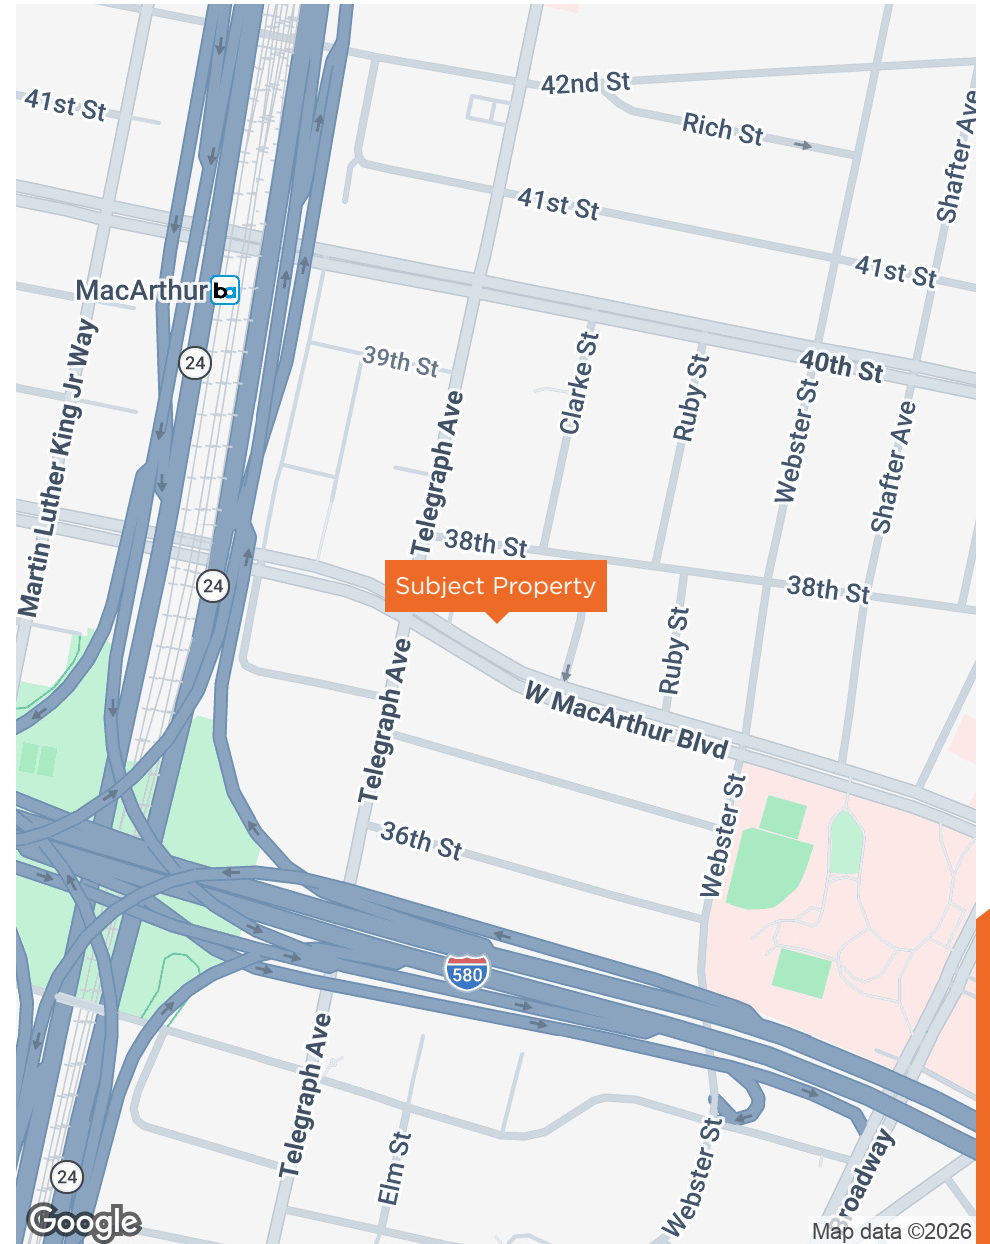 42nd St
41st St
Rich St
Shafter Ave
41st St
41st St
MacArthur
ba
24
39th St
Clarke St
Ruby St
40th St
Webster St
Shafter Ave
Martin Luther King Jr Way
Telegraph Ave
38th St
24
38th St
Subject Property
Ruby St
Telegraph Ave
W MacArthur Blvd
Webster St
36th St
580
Telegraph Ave
Elm St
Webster St
Broadway
24
Google
Map data ©2026